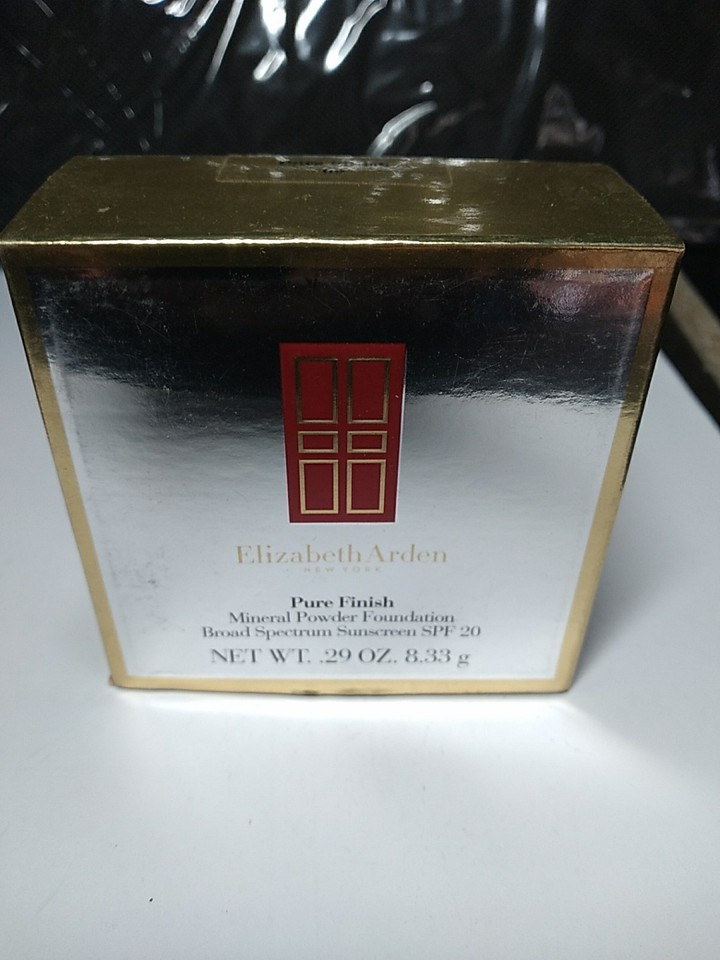 Elizabeth Arden
NEW YORK
Pure Finish
Mineral Powder Foundation
Broad Spectrum Sunscreen SPF 20
NET WT. .29 OZ. 8.33 g